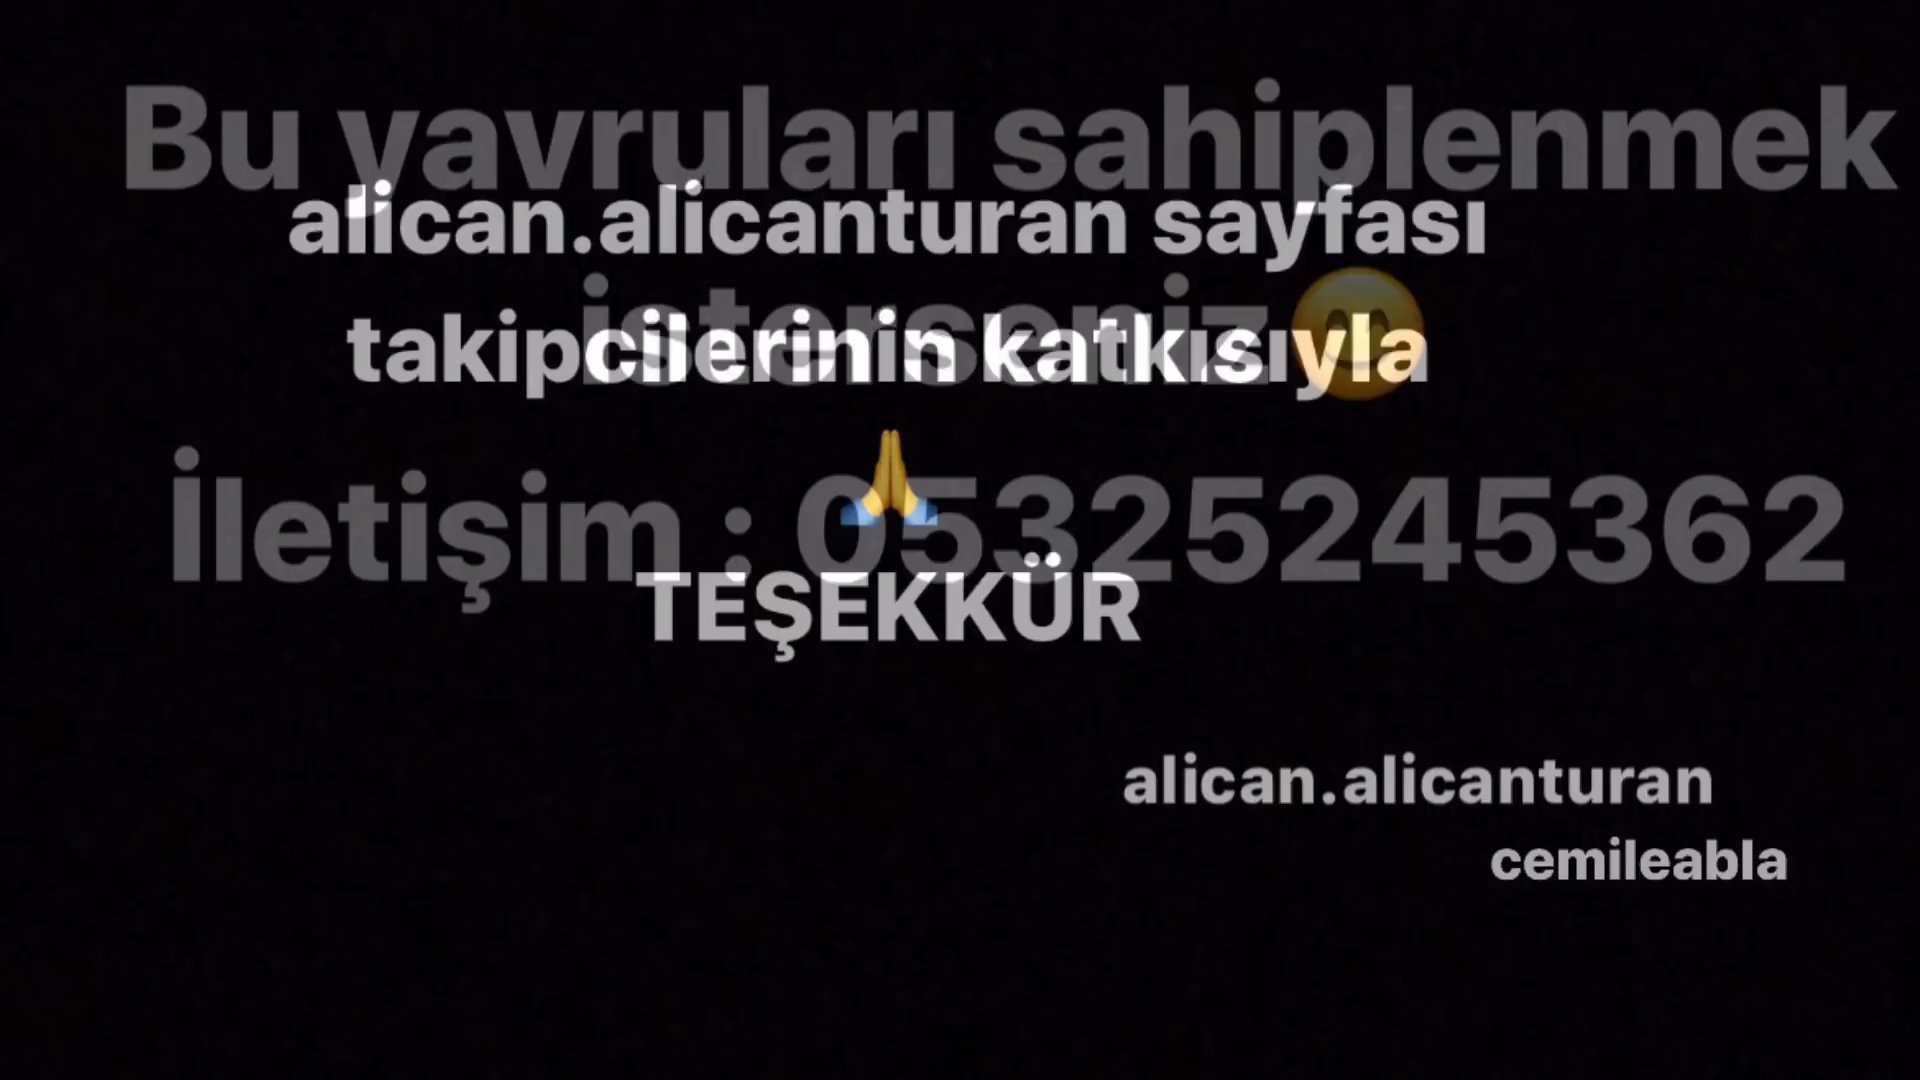 Bu yavruları sahiplenmek
isterseniz 😊
İletişim : 05325245362
alican.alicanturan sayfası
takipcilerinin katkısıyla
🙏
TEŞEKKÜR
alican.alicanturan
cemileabla